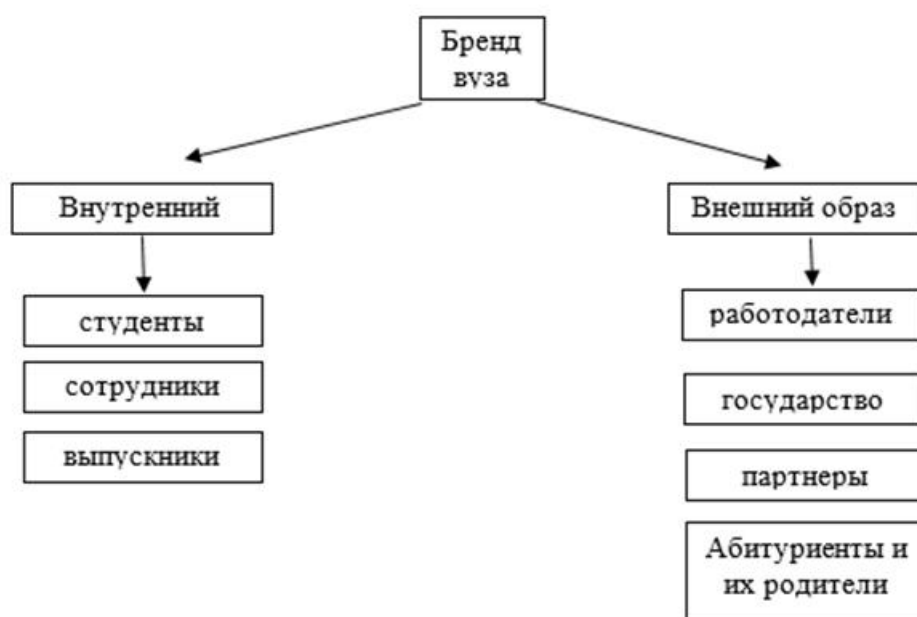 Бренд
вуза
Внутренний
Внешний образ
студенты
работодатели
сотрудники
государство
выпускники
партнеры
Абитуриенты и
их родители